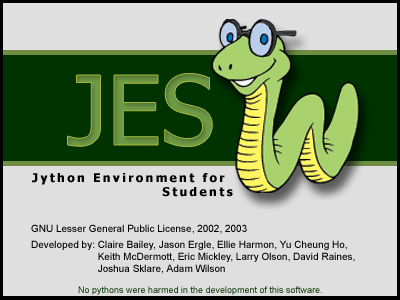 JES
Jython Environment for
Students
GNU Lesser General Public License, 2002, 2003
Developed by: Claire Bailey, Jason Ergle, Ellie Harmon, Yu Cheung Ho,
Keith McDermott, Eric Mickley, Larry Olson, David Raines,
Joshua Sklare, Adam Wilson
No pythons were harmed in the development of this software.